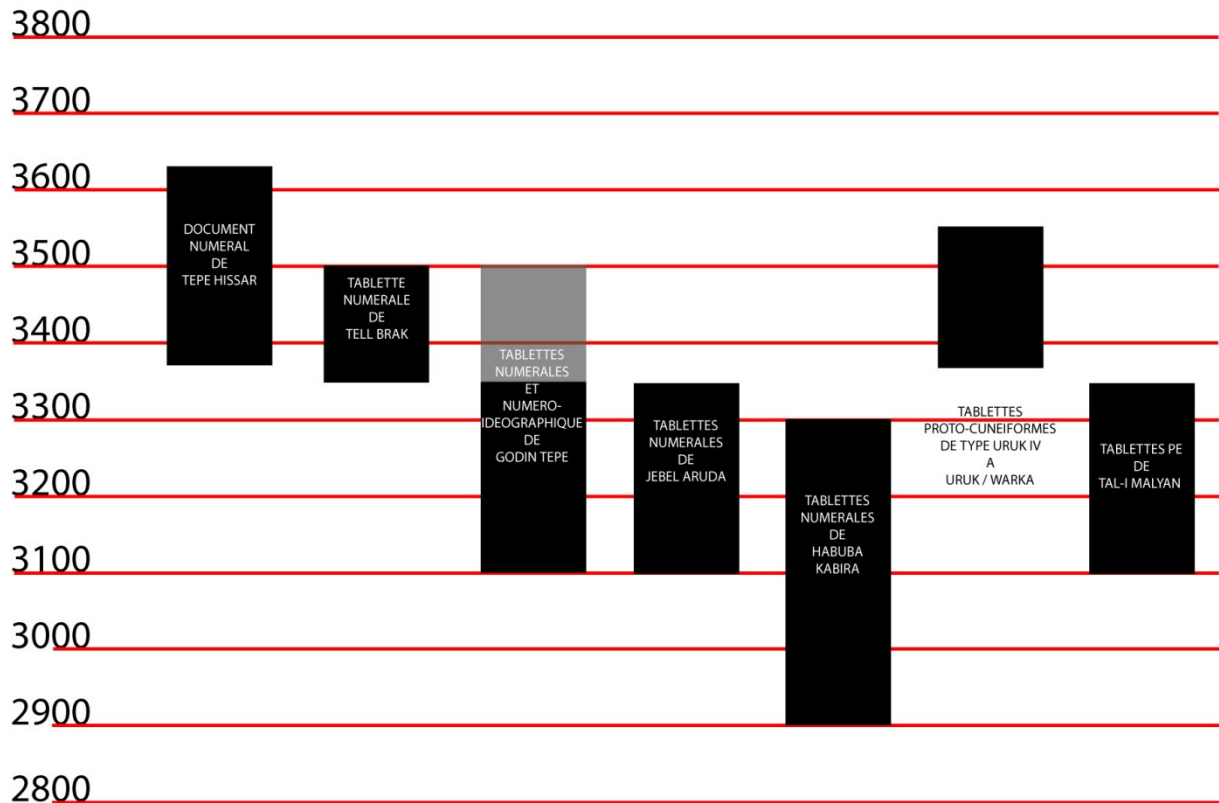 3800
3700
3600
3500
3400
3300
3200
3100
3000
2900
2800
DOCUMENT
NUMERAL
DE
TEPE HISSAR
TABLETTE
NUMERALE
DE
TELL BRAK
TABLETTES
NUMERALES
ET
NUMERO-
IDEOGRAPHIQUE
DE
GODIN TEPE
TABLETTES
NUMERALES
DE
JEBEL ARUDA
TABLETTES
NUMERALES
DE
HABUBA
KABIRA
TABLETTES
PROTO-CUNEIFORMES
DE TYPE URUK IV
A
URUK / WARKA
TABLETTES PE
DE
TAL-I MALYAN